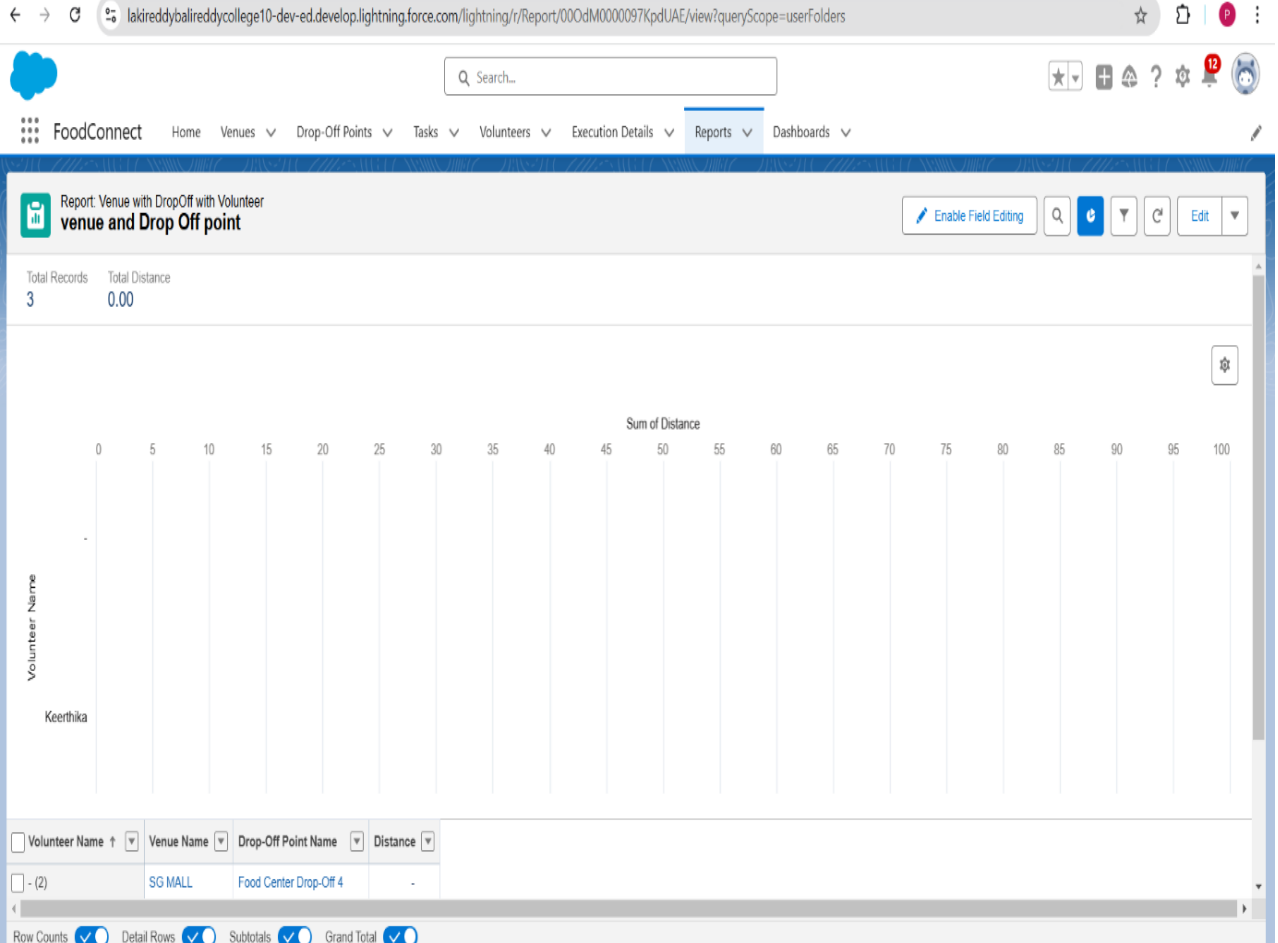 lakireddybalireddycollege10-dev-ed.develop.lightning.force.com/lightning/r/Report/00OdM0000097KpdUAE/view?queryScope=userFolders
P
Search...
12
FoodConnect Home Venues Drop-Off Points Tasks Volunteers Execution Details Reports Dashboards
Report: Venue with DropOff with Volunteer
venue and Drop Off point
Enable Field Editing
Edit
Total Records Total Distance
3 0.00
Sum of Distance
0 5 10 15 20 25 30 35 40 45 50 55 60 65 70 75 80 85 90 95 100
-
Volunteer Name
Keerthika
Volunteer Name ↑ Venue Name Drop-Off Point Name Distance
- (2) SG MALL Food Center Drop-Off 4 -
Row Counts Detail Rows Subtotals Grand Total